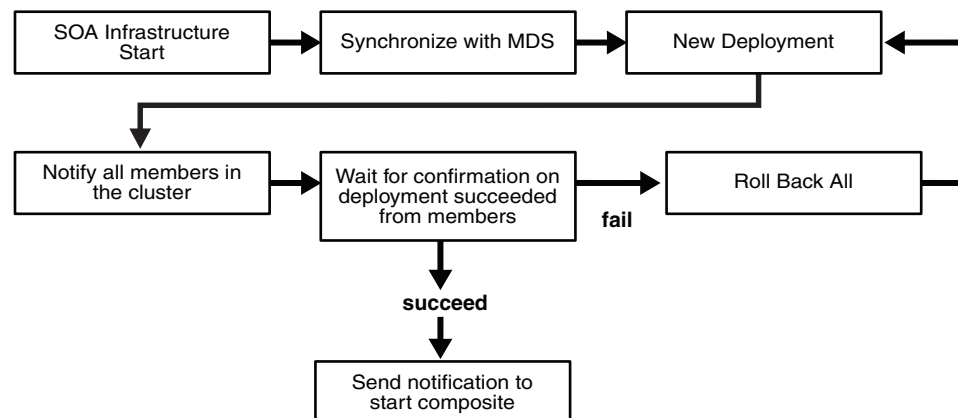 SOA Infrastructure
Start
Synchronize with MDS
New Deployment
Notify all members in
the cluster
Wait for confirmation on
deployment succeeded
from members
fail
Roll Back All
succeed
Send notification to
start composite